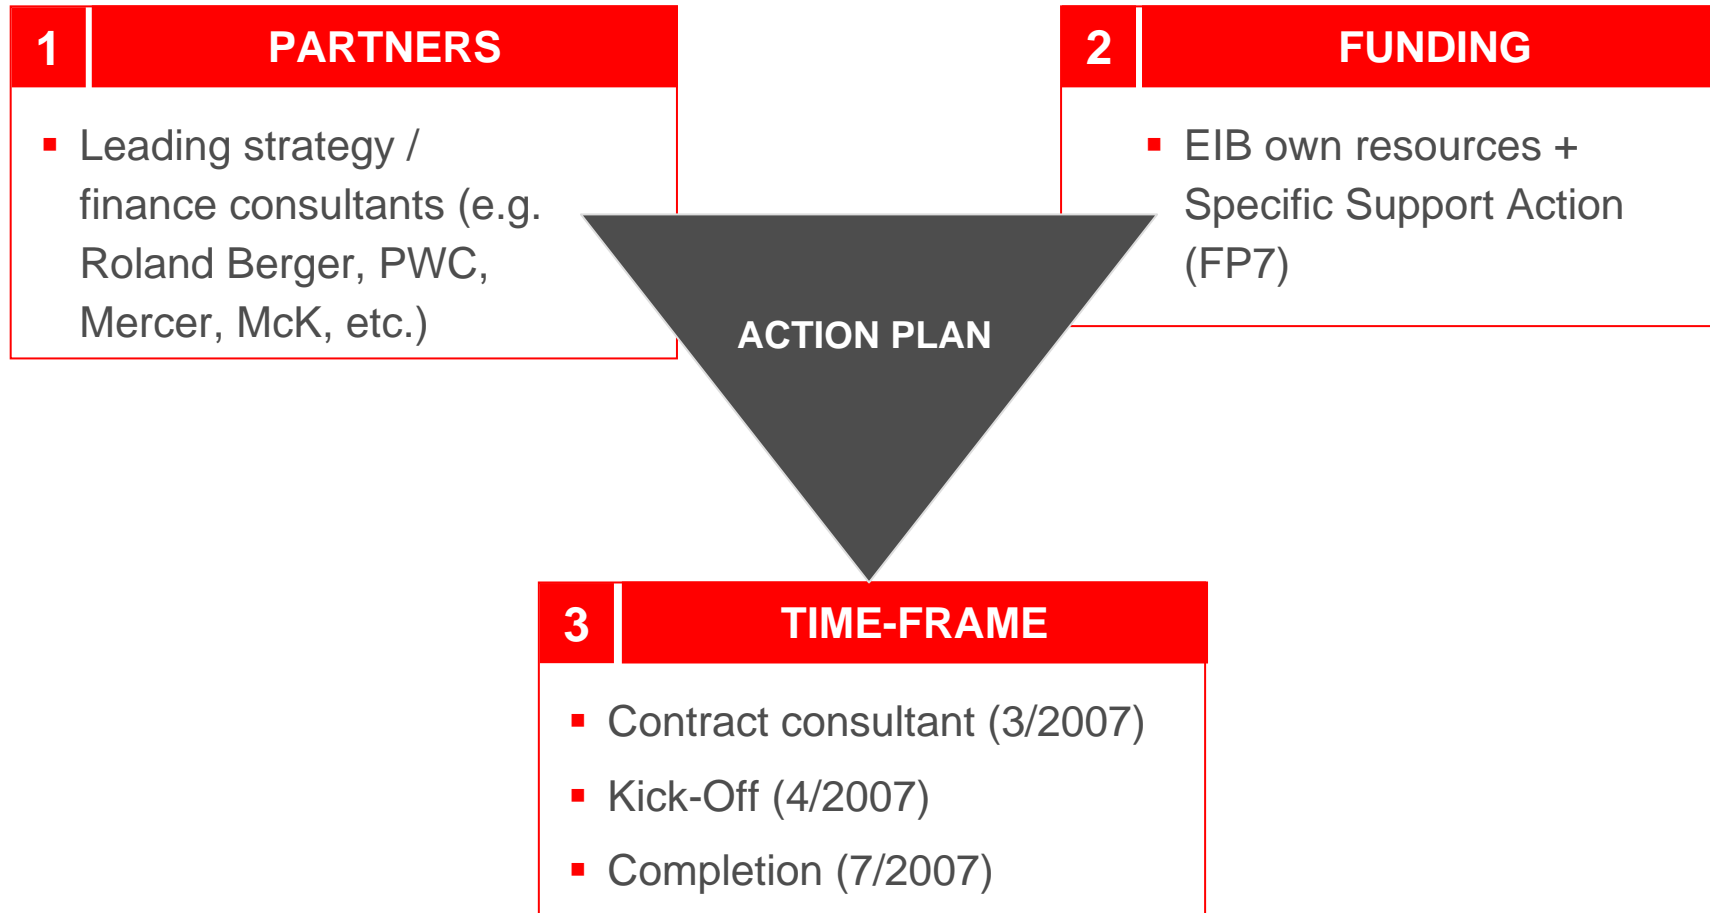 1 PARTNERS
▪ Leading strategy /
finance consultants (e.g.
Roland Berger, PWC,
Mercer, McK, etc.)
2 FUNDING
▪ EIB own resources +
Specific Support Action
(FP7)
ACTION PLAN
3 TIME-FRAME
▪ Contract consultant (3/2007)
▪ Kick-Off (4/2007)
▪ Completion (7/2007)